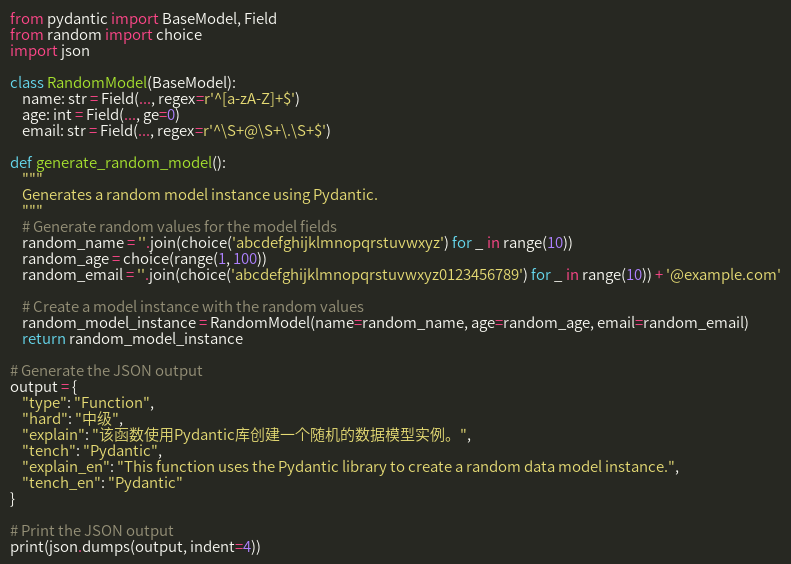 from pydantic import BaseModel, Field
from random import choice
import json

class RandomModel(BaseModel):
    name: str = Field(..., regex=r'^[a-zA-Z]+$')
    age: int = Field(..., ge=0)
    email: str = Field(..., regex=r'^\S+@\S+\.\S+$')

def generate_random_model():
    """
    Generates a random model instance using Pydantic.
    """
    # Generate random values for the model fields
    random_name = ''.join(choice('abcdefghijklmnopqrstuvwxyz') for _ in range(10))
    random_age = choice(range(1, 100))
    random_email = ''.join(choice('abcdefghijklmnopqrstuvwxyz0123456789') for _ in range(10)) + '@example.com'

    # Create a model instance with the random values
    random_model_instance = RandomModel(name=random_name, age=random_age, email=random_email)
    return random_model_instance

# Generate the JSON output
output = {
    "type": "Function",
    "hard": "中级",
    "explain": "该函数使用Pydantic库创建一个随机的数据模型实例。",
    "tench": "Pydantic",
    "explain_en": "This function uses the Pydantic library to create a random data model instance.",
    "tench_en": "Pydantic"
}

# Print the JSON output
print(json.dumps(output, indent=4))